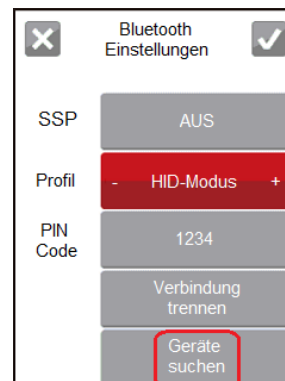 Bluetooth
Einstellungen
SSP
AUS
Profil
- HID-Modus +
PIN
Code
1234
Verbindung
trennen
Geräte
suchen